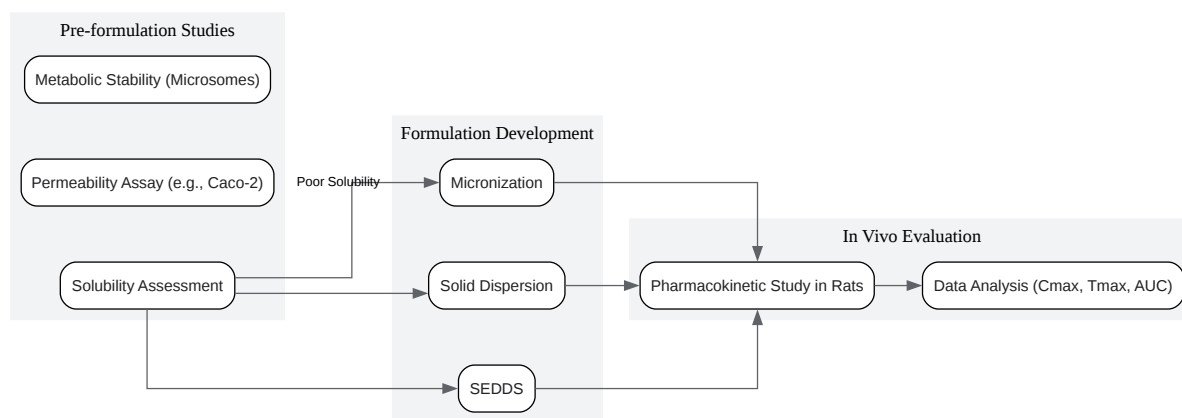 Pre-formulation Studies
Metabolic Stability (Microsomes)
Permeability Assay (e.g., Caco-2)
Solubility Assessment
Poor Solubility
Formulation Development
Micronization
Solid Dispersion
SEDDS
In Vivo Evaluation
Pharmacokinetic Study in Rats
Data Analysis (Cmax, Tmax, AUC)